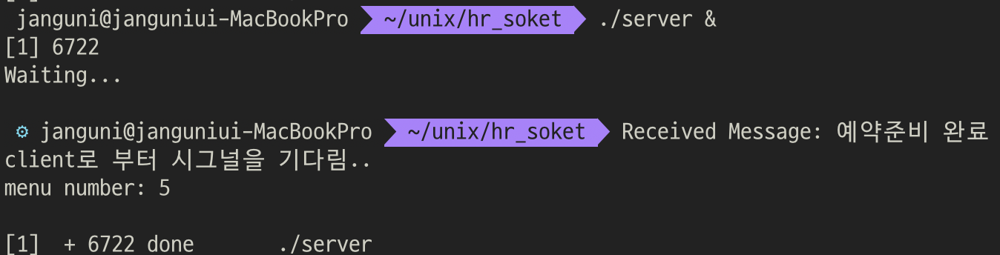 janguni@janguniui-MacBookPro ~/unix/hr_soket ./server &
[1] 6722
Waiting...
⚙ janguni@janguniui-MacBookPro ~/unix/hr_soket Received Message: 예약준비 완료
client로 부터 시그널을 기다림..
menu number: 5
[1]  + 6722 done       ./server